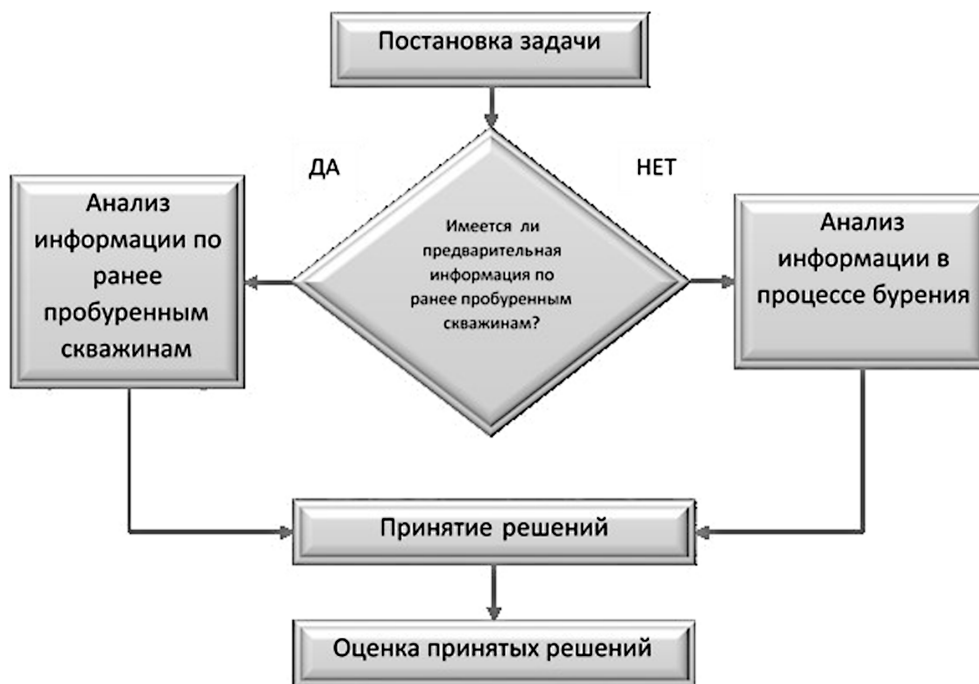 Постановка задачи
ДА
НЕТ
Имеется ли
предварительная
информация по
ранее пробуренным
скважинам?
Анализ
информации по
ранее
пробуренным
скважинам
Анализ
информации в
процессе бурения
Принятие решений
Оценка принятых решений